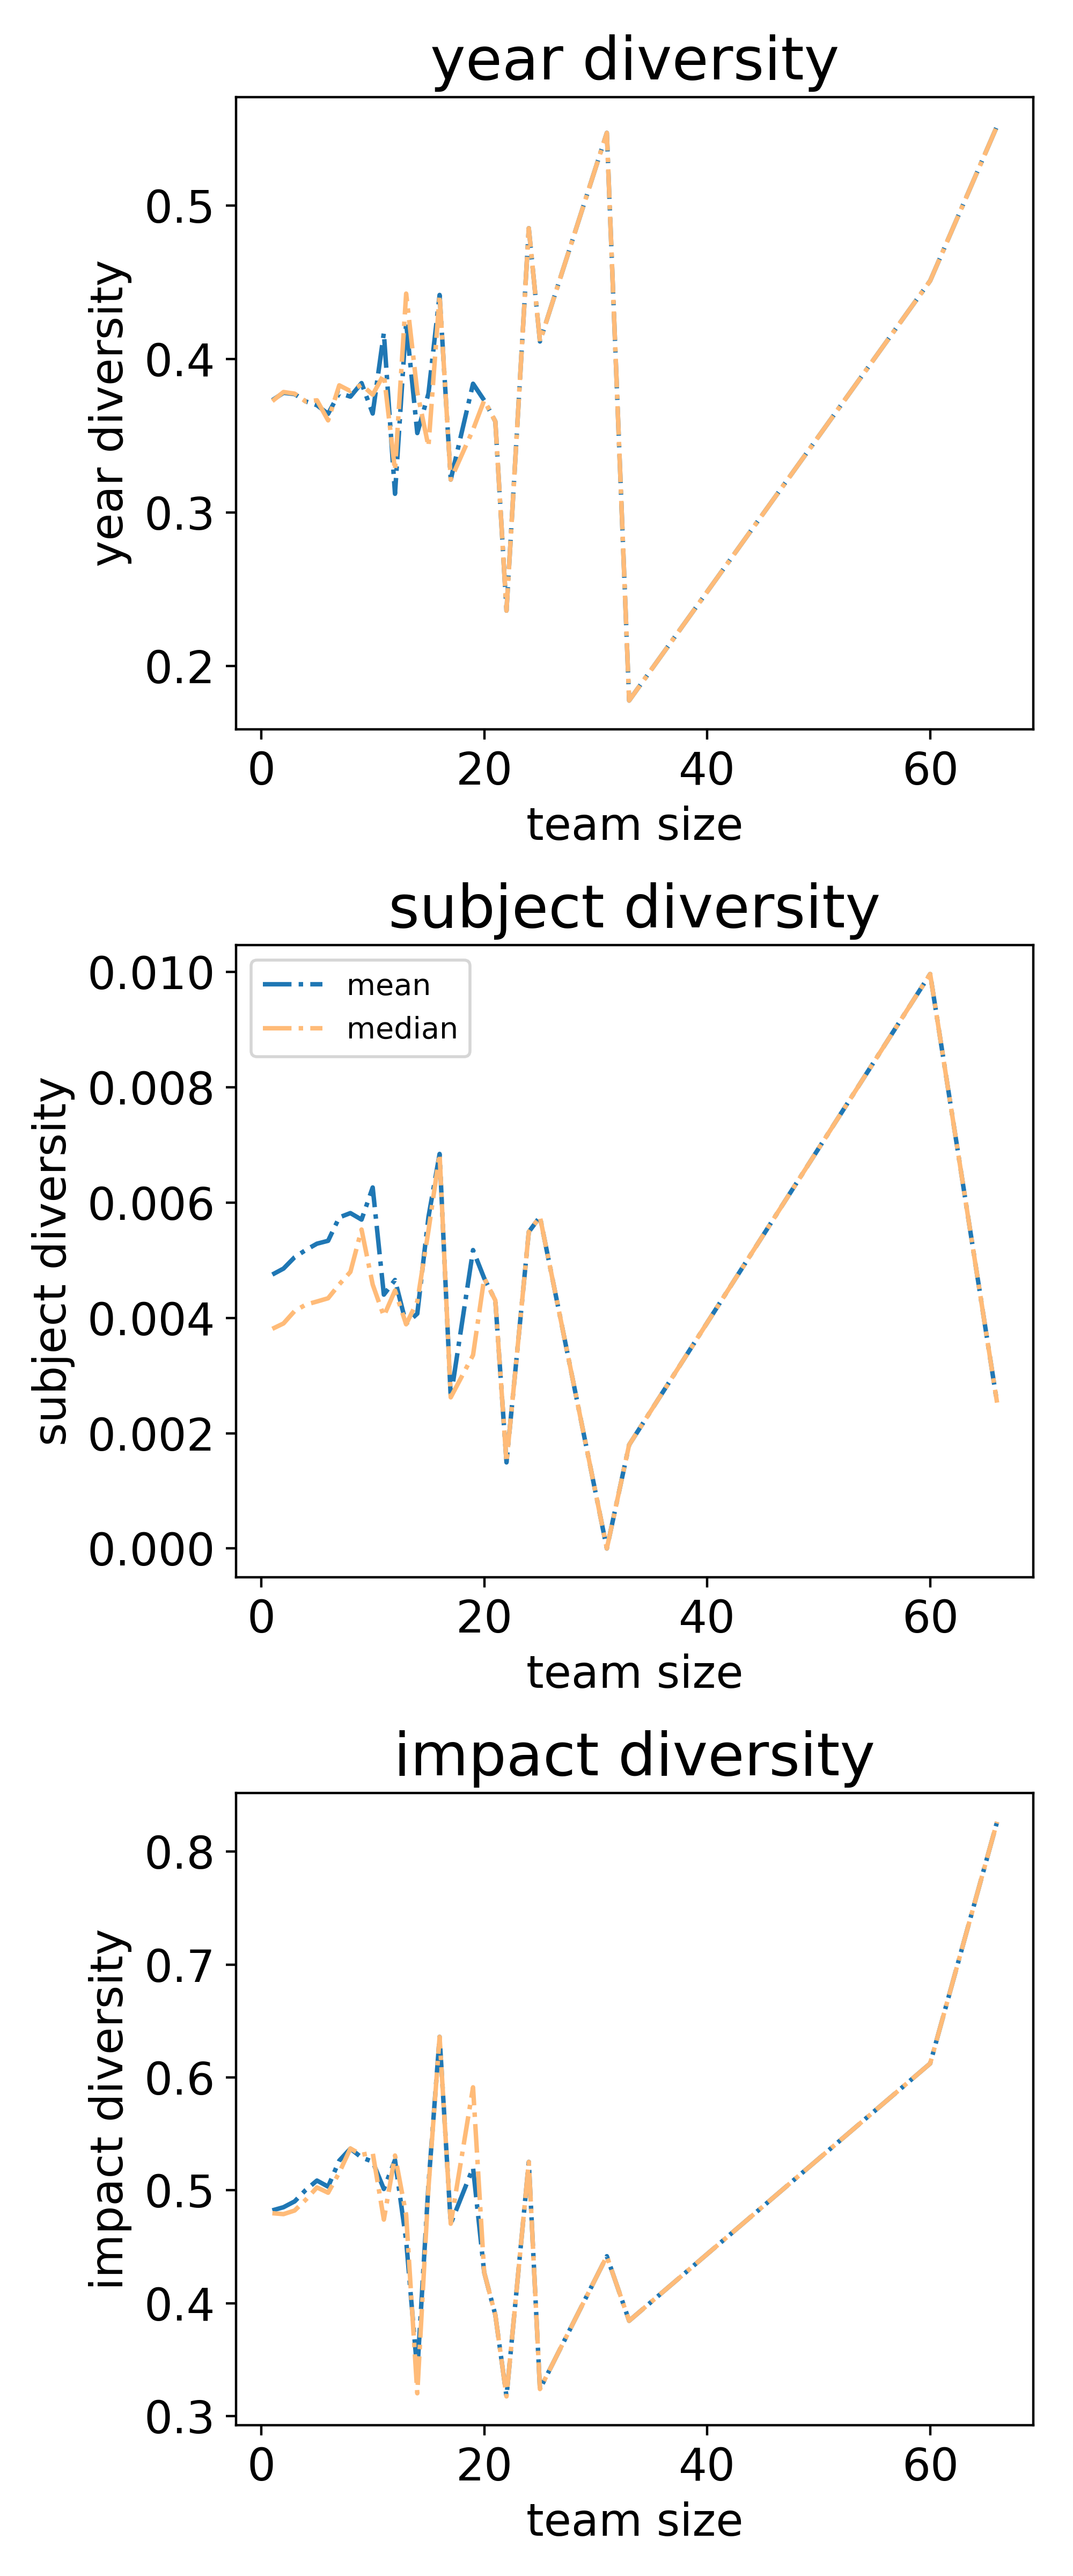 year diversity
year diversity
0.5
0.4
0.3
0.2
0 20 40 60
team size
subject diversity
subject diversity
0.010
0.008
0.006
0.004
0.002
0.000
mean
median
0 20 40 60
team size
impact diversity
impact diversity
0.8
0.7
0.6
0.5
0.4
0.3
0 20 40 60
team size